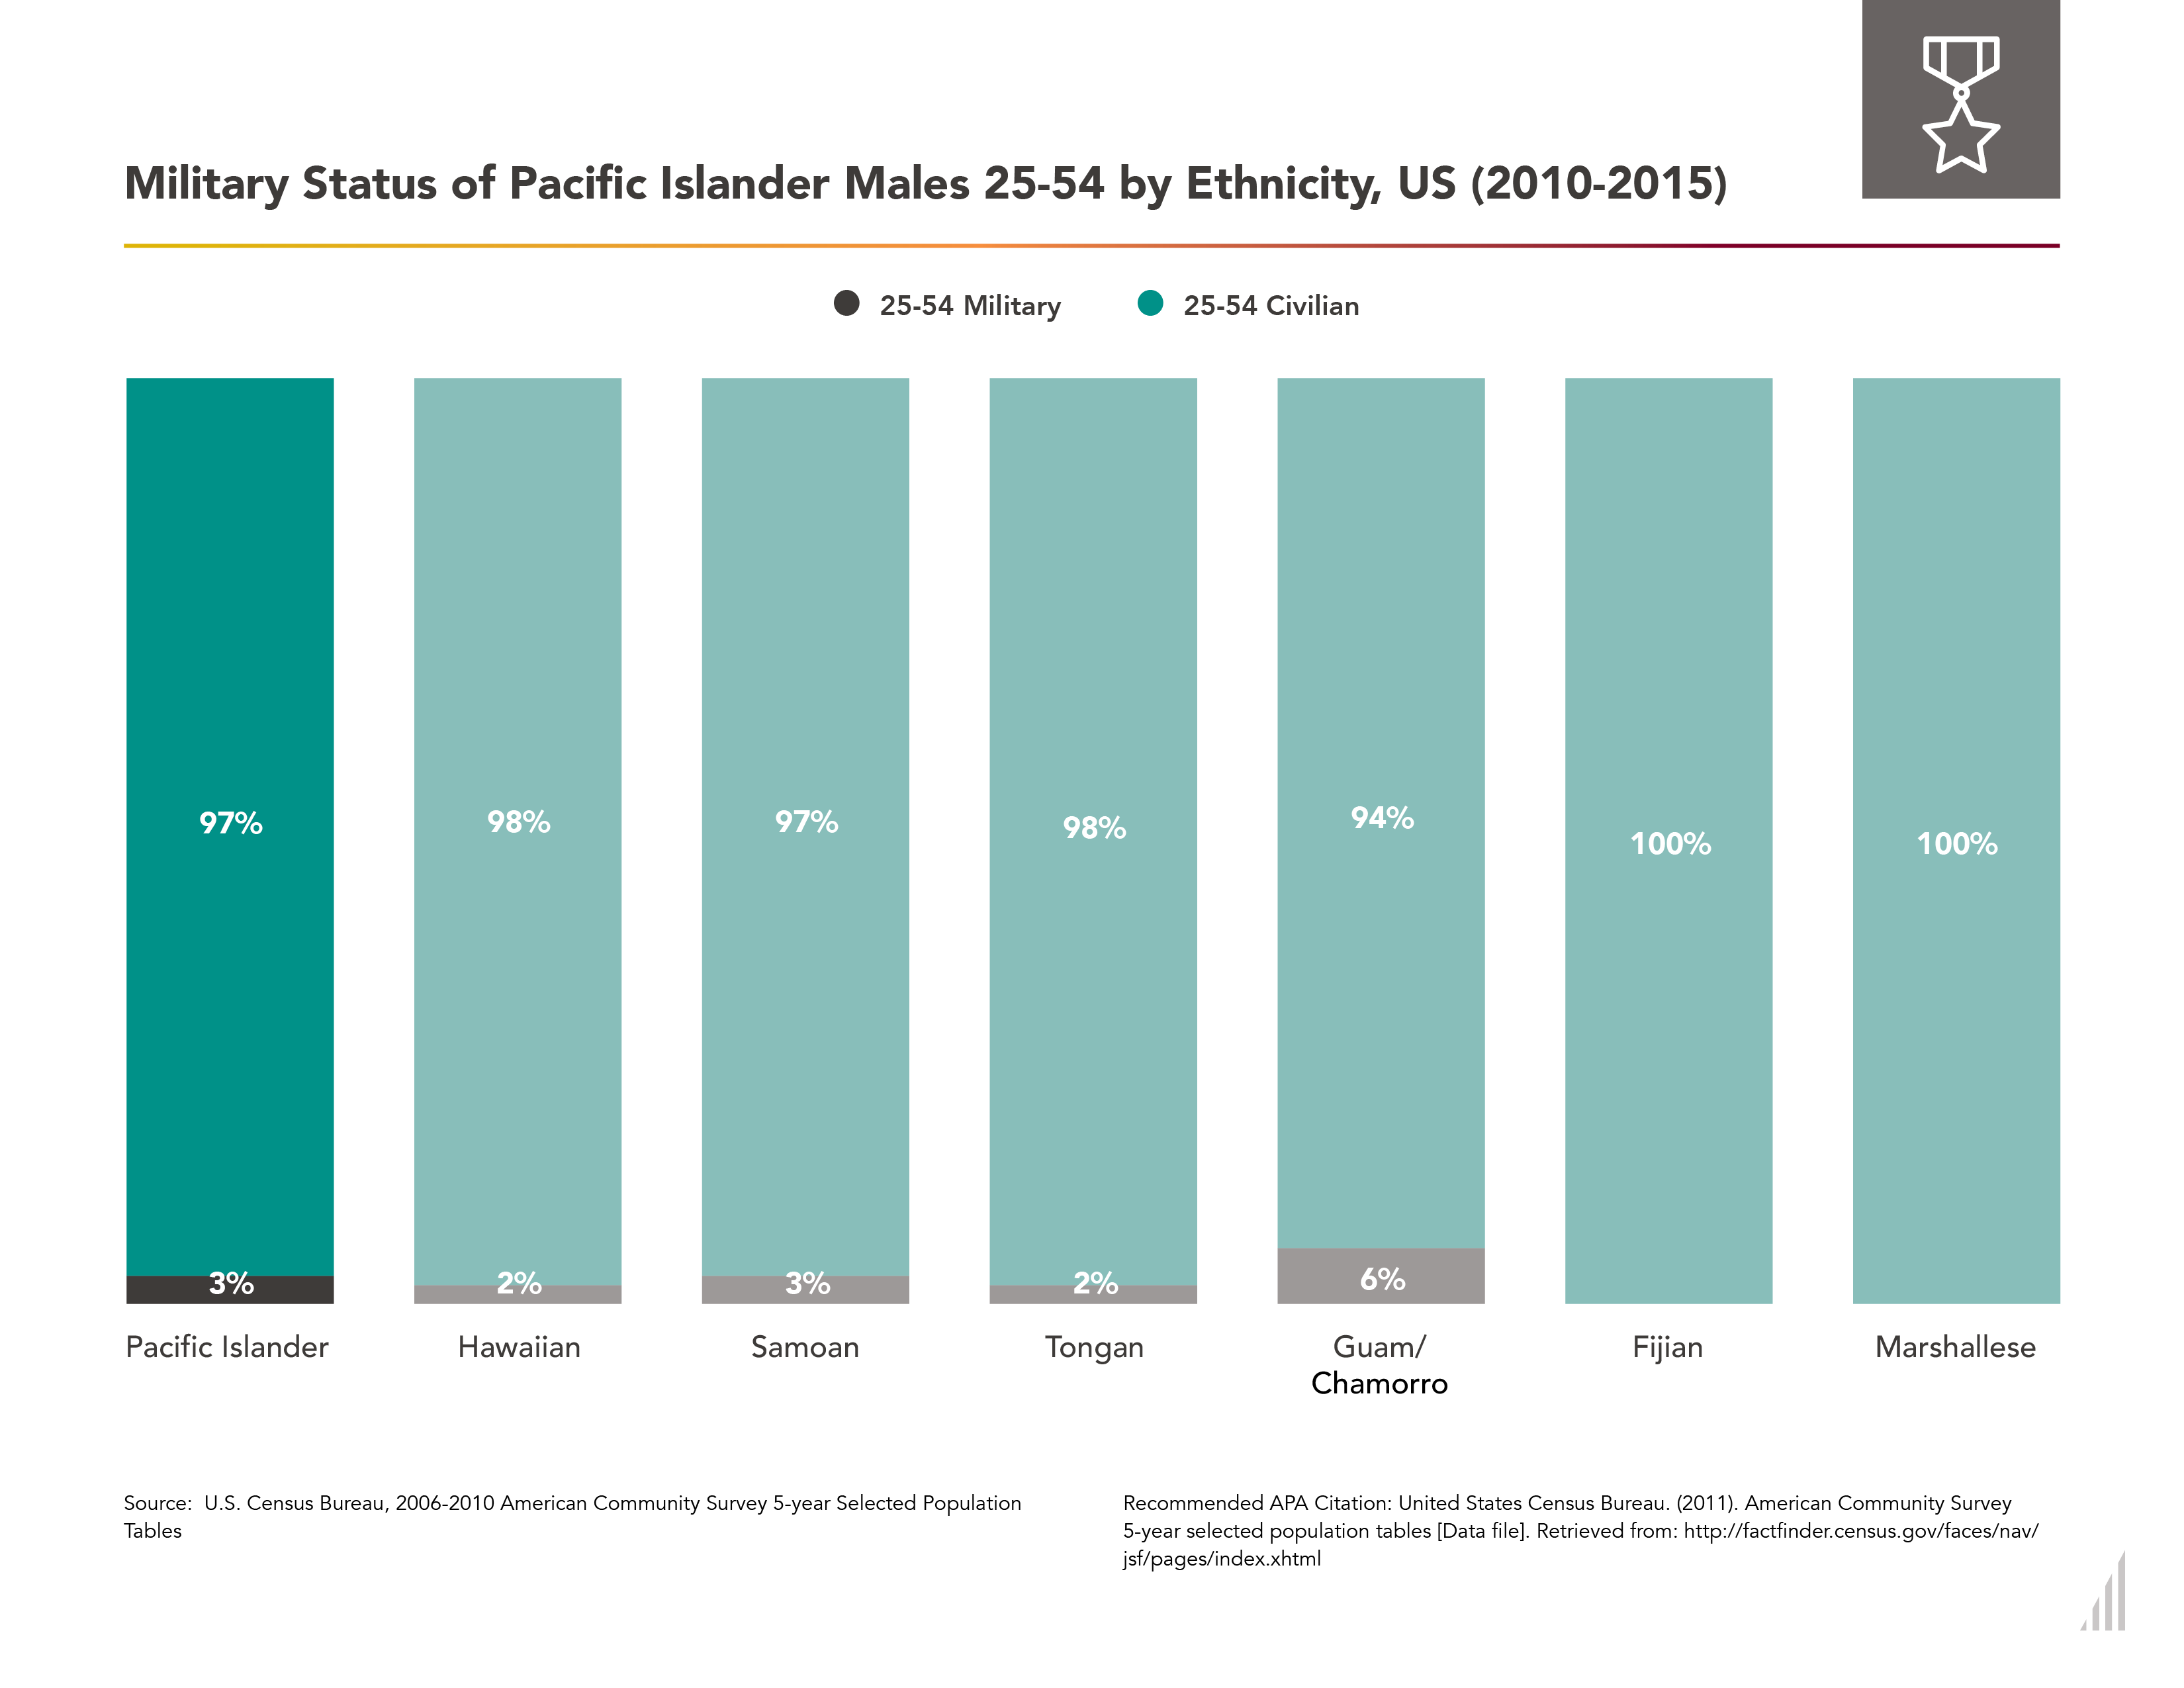 Military Status of Pacific Islander Males 25-54 by Ethnicity, US (2010-2015)
25-54 Military
25-54 Civilian
97%
98%
97%
98%
94%
100%
100%
3%
2%
3%
2%
6%
Pacific Islander
Hawaiian
Samoan
Tongan
Guam/
Chamorro
Fijian
Marshallese
Source:  U.S. Census Bureau, 2006-2010 American Community Survey 5-year Selected Population
Tables
Recommended APA Citation: United States Census Bureau. (2011). American Community Survey
5-year selected population tables [Data file]. Retrieved from: http://factfinder.census.gov/faces/nav/
jsf/pages/index.xhtml